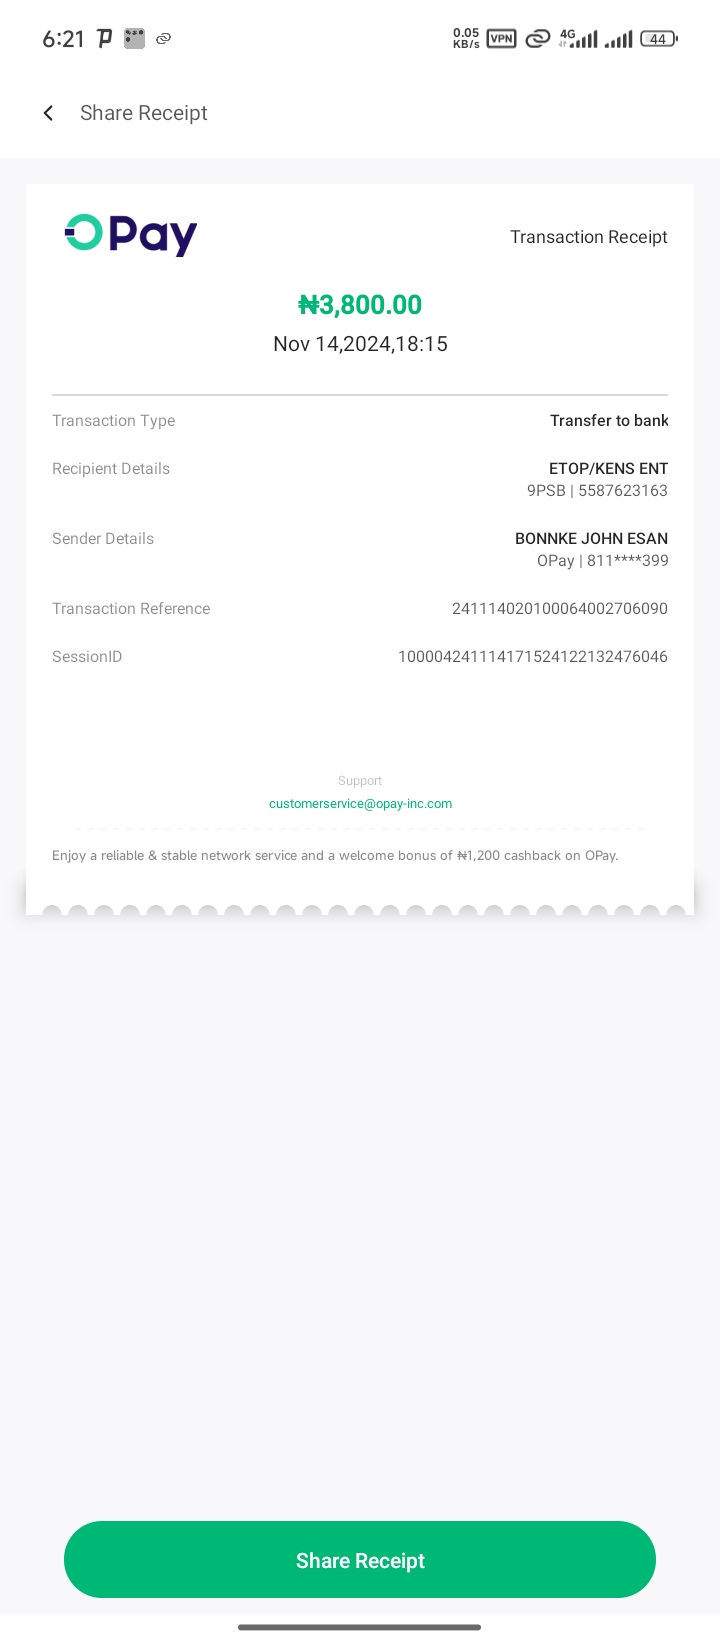 6:21 0.05 KB/s VPN 4G 44
Share Receipt
OPay Transaction Receipt
₦3,800.00
Nov 14,2024,18:15
Transaction Type Transfer to bank
Recipient Details ETOP/KENS ENT
9PSB | 5587623163
Sender Details BONNKE JOHN ESAN
OPay | 811****399
Transaction Reference 241114020100064002706090
SessionID 100004241114171524122132476046
Support
customerservice@opay-inc.com
Enjoy a reliable & stable network service and a welcome bonus of ₦1,200 cashback on OPay.
Share Receipt